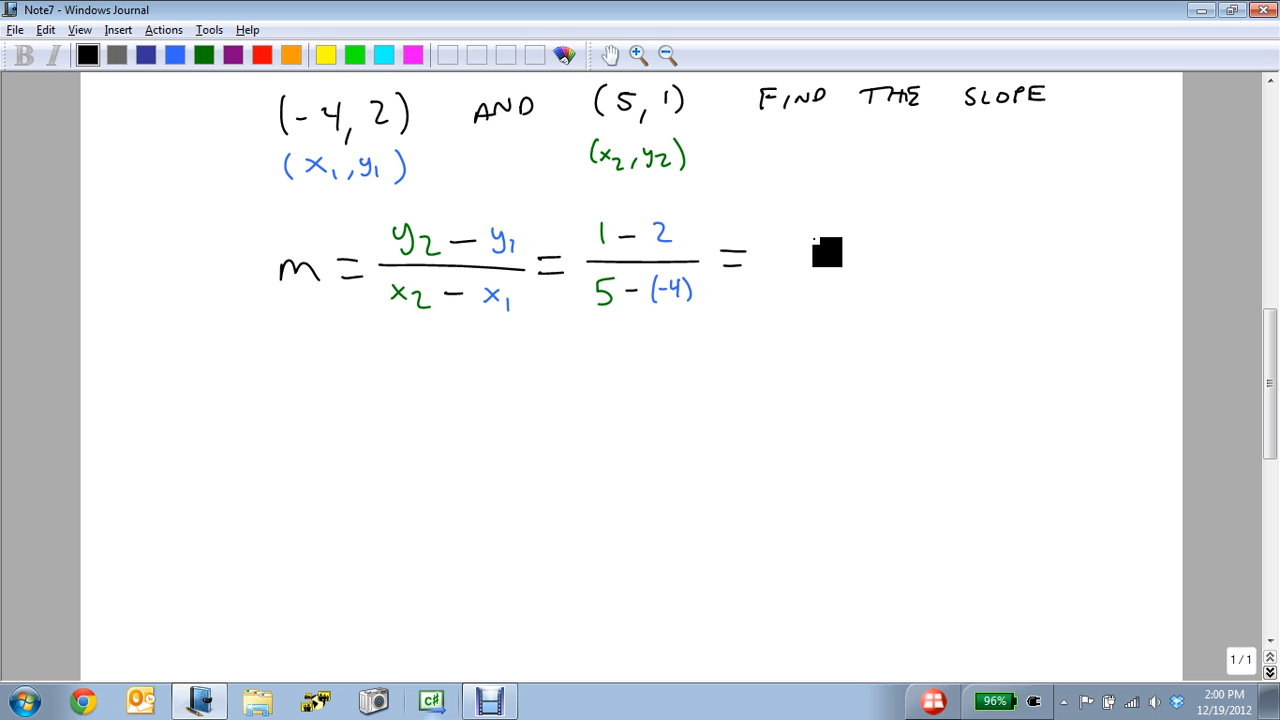 Note7 - Windows Journal
File Edit View Insert Actions Tools Help
B I
(-4, 2) AND (5, 1) FIND THE SLOPE
(x₁, y₁) (x₂, y₂)
m = y₂ - y₁ / x₂ - x₁ = 1 - 2 / 5 - (-4) =
1 / 1
C#
96%
2:00 PM
12/19/2012